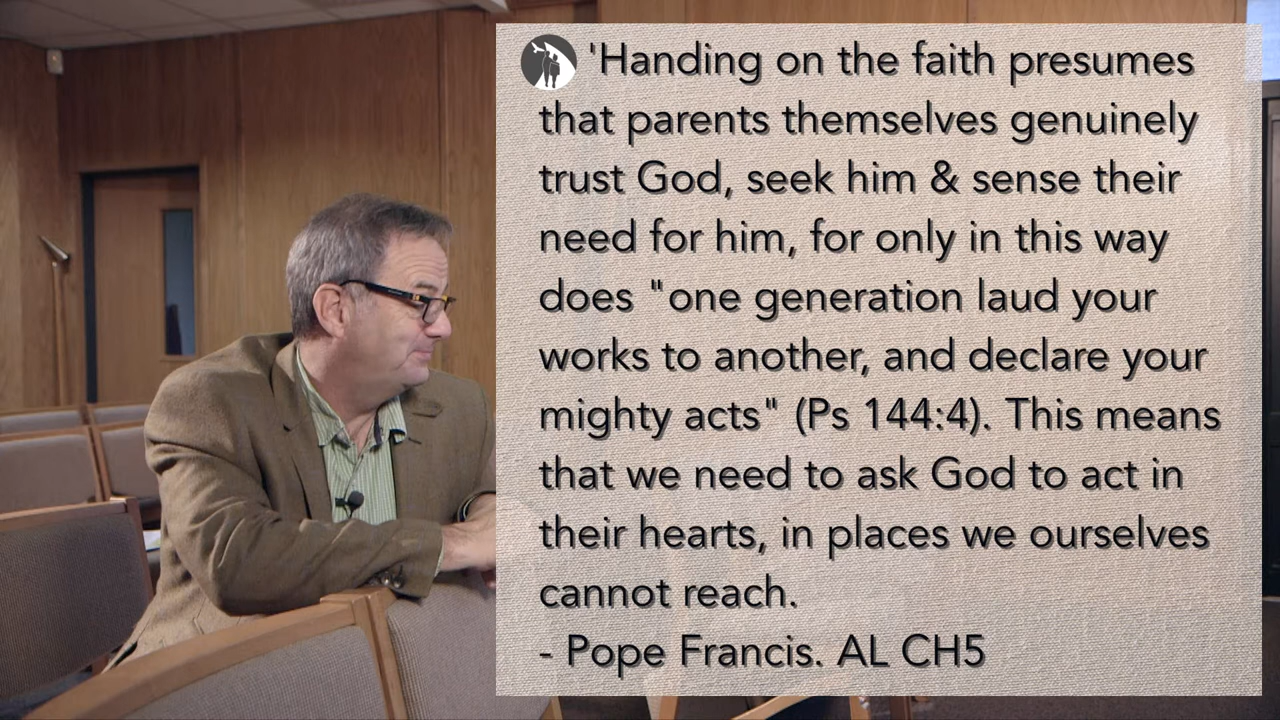 'Handing on the faith presumes
that parents themselves genuinely
trust God, seek him & sense their
need for him, for only in this way
does "one generation laud your
works to another, and declare your
mighty acts" (Ps 144:4). This means
that we need to ask God to act in
their hearts, in places we ourselves
cannot reach.
- Pope Francis. AL CH5